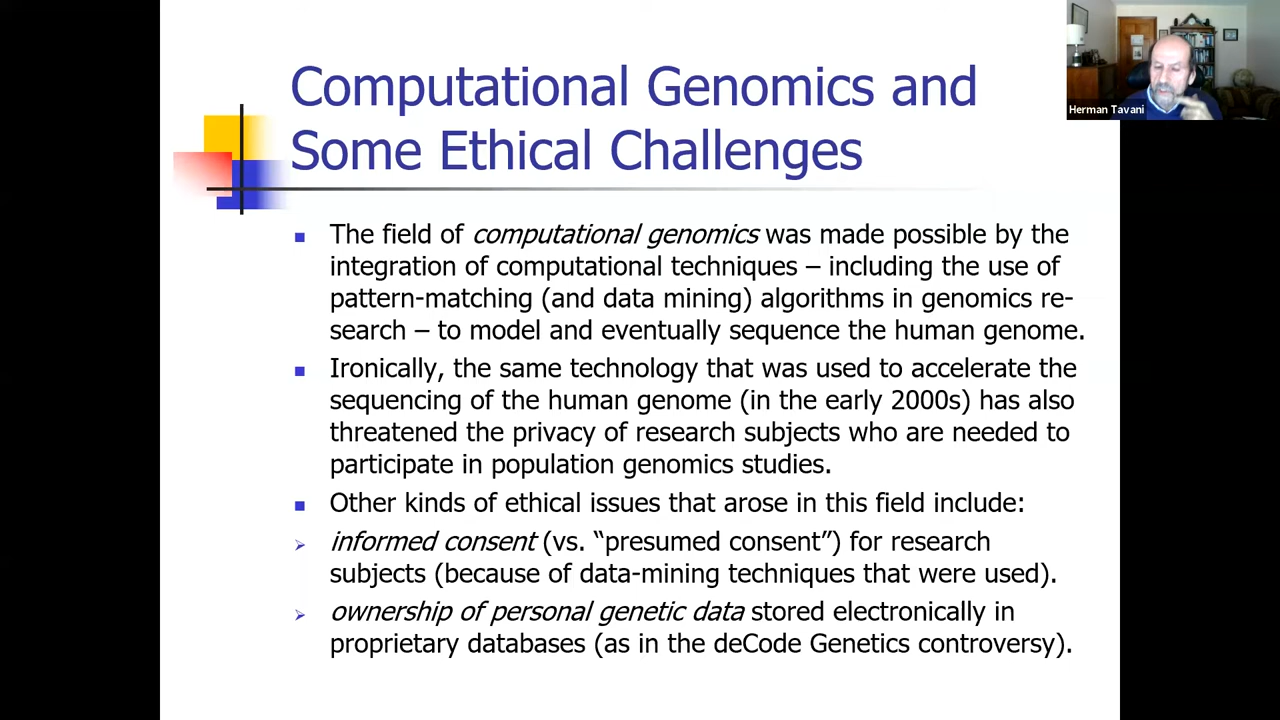 Computational Genomics and
Some Ethical Challenges
Herman Tavani
The field of computational genomics was made possible by the
integration of computational techniques – including the use of
pattern-matching (and data mining) algorithms in genomics re-
search – to model and eventually sequence the human genome.
Ironically, the same technology that was used to accelerate the
sequencing of the human genome (in the early 2000s) has also
threatened the privacy of research subjects who are needed to
participate in population genomics studies.
Other kinds of ethical issues that arose in this field include:
informed consent (vs. “presumed consent”) for research
subjects (because of data-mining techniques that were used).
ownership of personal genetic data stored electronically in
proprietary databases (as in the deCode Genetics controversy).